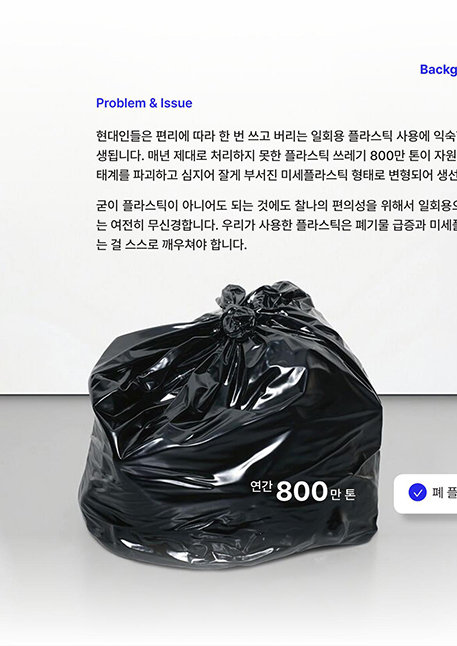 Backg
Problem & Issue
현대인들은 편리에 따라 한 번 쓰고 버리는 일회용 플라스틱 사용에 익숙
생됩니다. 매년 제대로 처리하지 못한 플라스틱 쓰레기 800만 톤이 자원
태계를 파괴하고 심지어 잘게 부서진 미세플라스틱 형태로 변형되어 생선
굳이 플라스틱이 아니어도 되는 것에도 찰나의 편의성을 위해서 일회용으
는 여전히 무신경합니다. 우리가 사용한 플라스틱은 폐기물 급증과 미세플
는 걸 스스로 깨우쳐야 합니다.
연간 800만 톤
폐 플